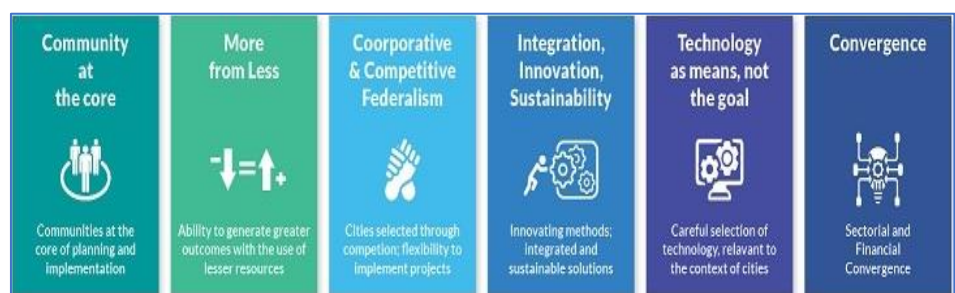 Community
at
the core
Communities at the
core of planning and
implementation
More
from Less
Ability to generate greater
outcomes with the use of
lesser resources
Coorporative
& Competitive
Federalism
Cities selected through
competion; flexibility to
implement projects
Integration,
Innovation,
Sustainability
Innovating methods;
integrated and
sustainable solutions
Technology
as means, not
the goal
Careful selection of
technology, relavant to
the context of cities
Convergence
Sectorial and
Financial
Convergence